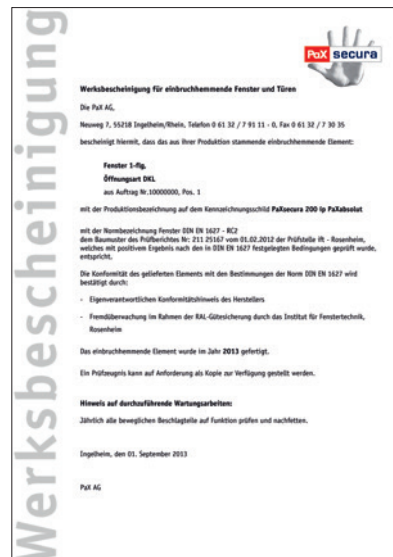 Werksbescheinigung
PaX secura
Werksbescheinigung für einbruchhemmende Fenster und Türen
Die PaX AG,
Neuweg 7, 55218 Ingelheim/Rhein, Telefon 0 61 32 / 7 91 11 - 0, Fax 0 61 32 / 7 30 35
bescheinigt hiermit, dass das aus ihrer Produktion stammende einbruchhemmende Element:
Fenster 1-flg.
Öffnungsart DKL
aus Auftrag Nr.10000000, Pos. 1
mit der Produktionsbezeichnung auf dem Kennzeichnungsschild PaXsecura 200 ip PaXabsolut
mit der Normbezeichnung Fenster DIN EN 1627 - RC2
dem Baumuster des Prüfberichtes Nr: 211 25167 vom 01.02.2012 der Prüfstelle ift - Rosenheim,
welches mit positivem Ergebnis nach den in DIN EN 1627 festgelegten Bedingungen geprüft wurde,
entspricht.
Die Konformität des gelieferten Elements mit den Bestimmungen der Norm DIN EN 1627 wird
bestätigt durch:
- Eigenverantwortlichen Konformitätshinweis des Herstellers
- Fremdüberwachung im Rahmen der RAL-Gütesicherung durch das Institut für Fenstertechnik,
Rosenheim
Das einbruchhemmende Element wurde im Jahr 2013 gefertigt.
Ein Prüfzeugnis kann auf Anforderung als Kopie zur Verfügung gestellt werden.
Hinweis auf durchzuführende Wartungsarbeiten:
Jährlich alle beweglichen Beschlagteile auf Funktion prüfen und nachfetten.
Ingelheim, den 01. September 2013
PaX AG